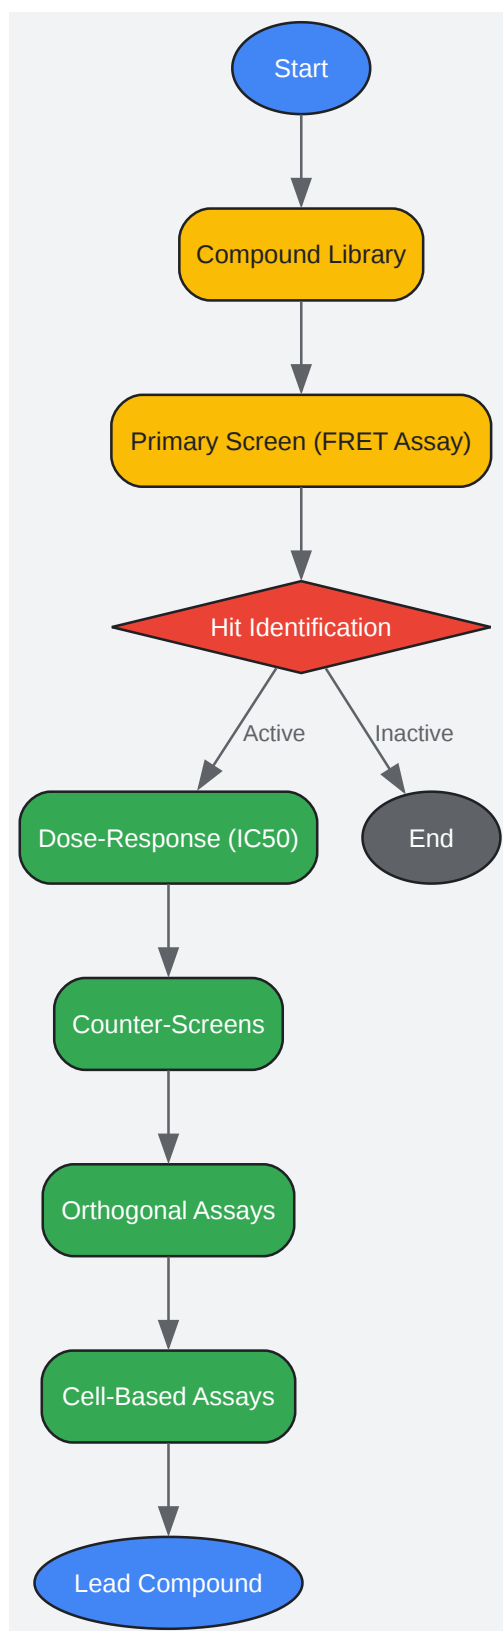 Start
Compound Library
Primary Screen (FRET Assay)
Hit Identification
Active
Inactive
Dose-Response (IC50)
End
Counter-Screens
Orthogonal Assays
Cell-Based Assays
Lead Compound